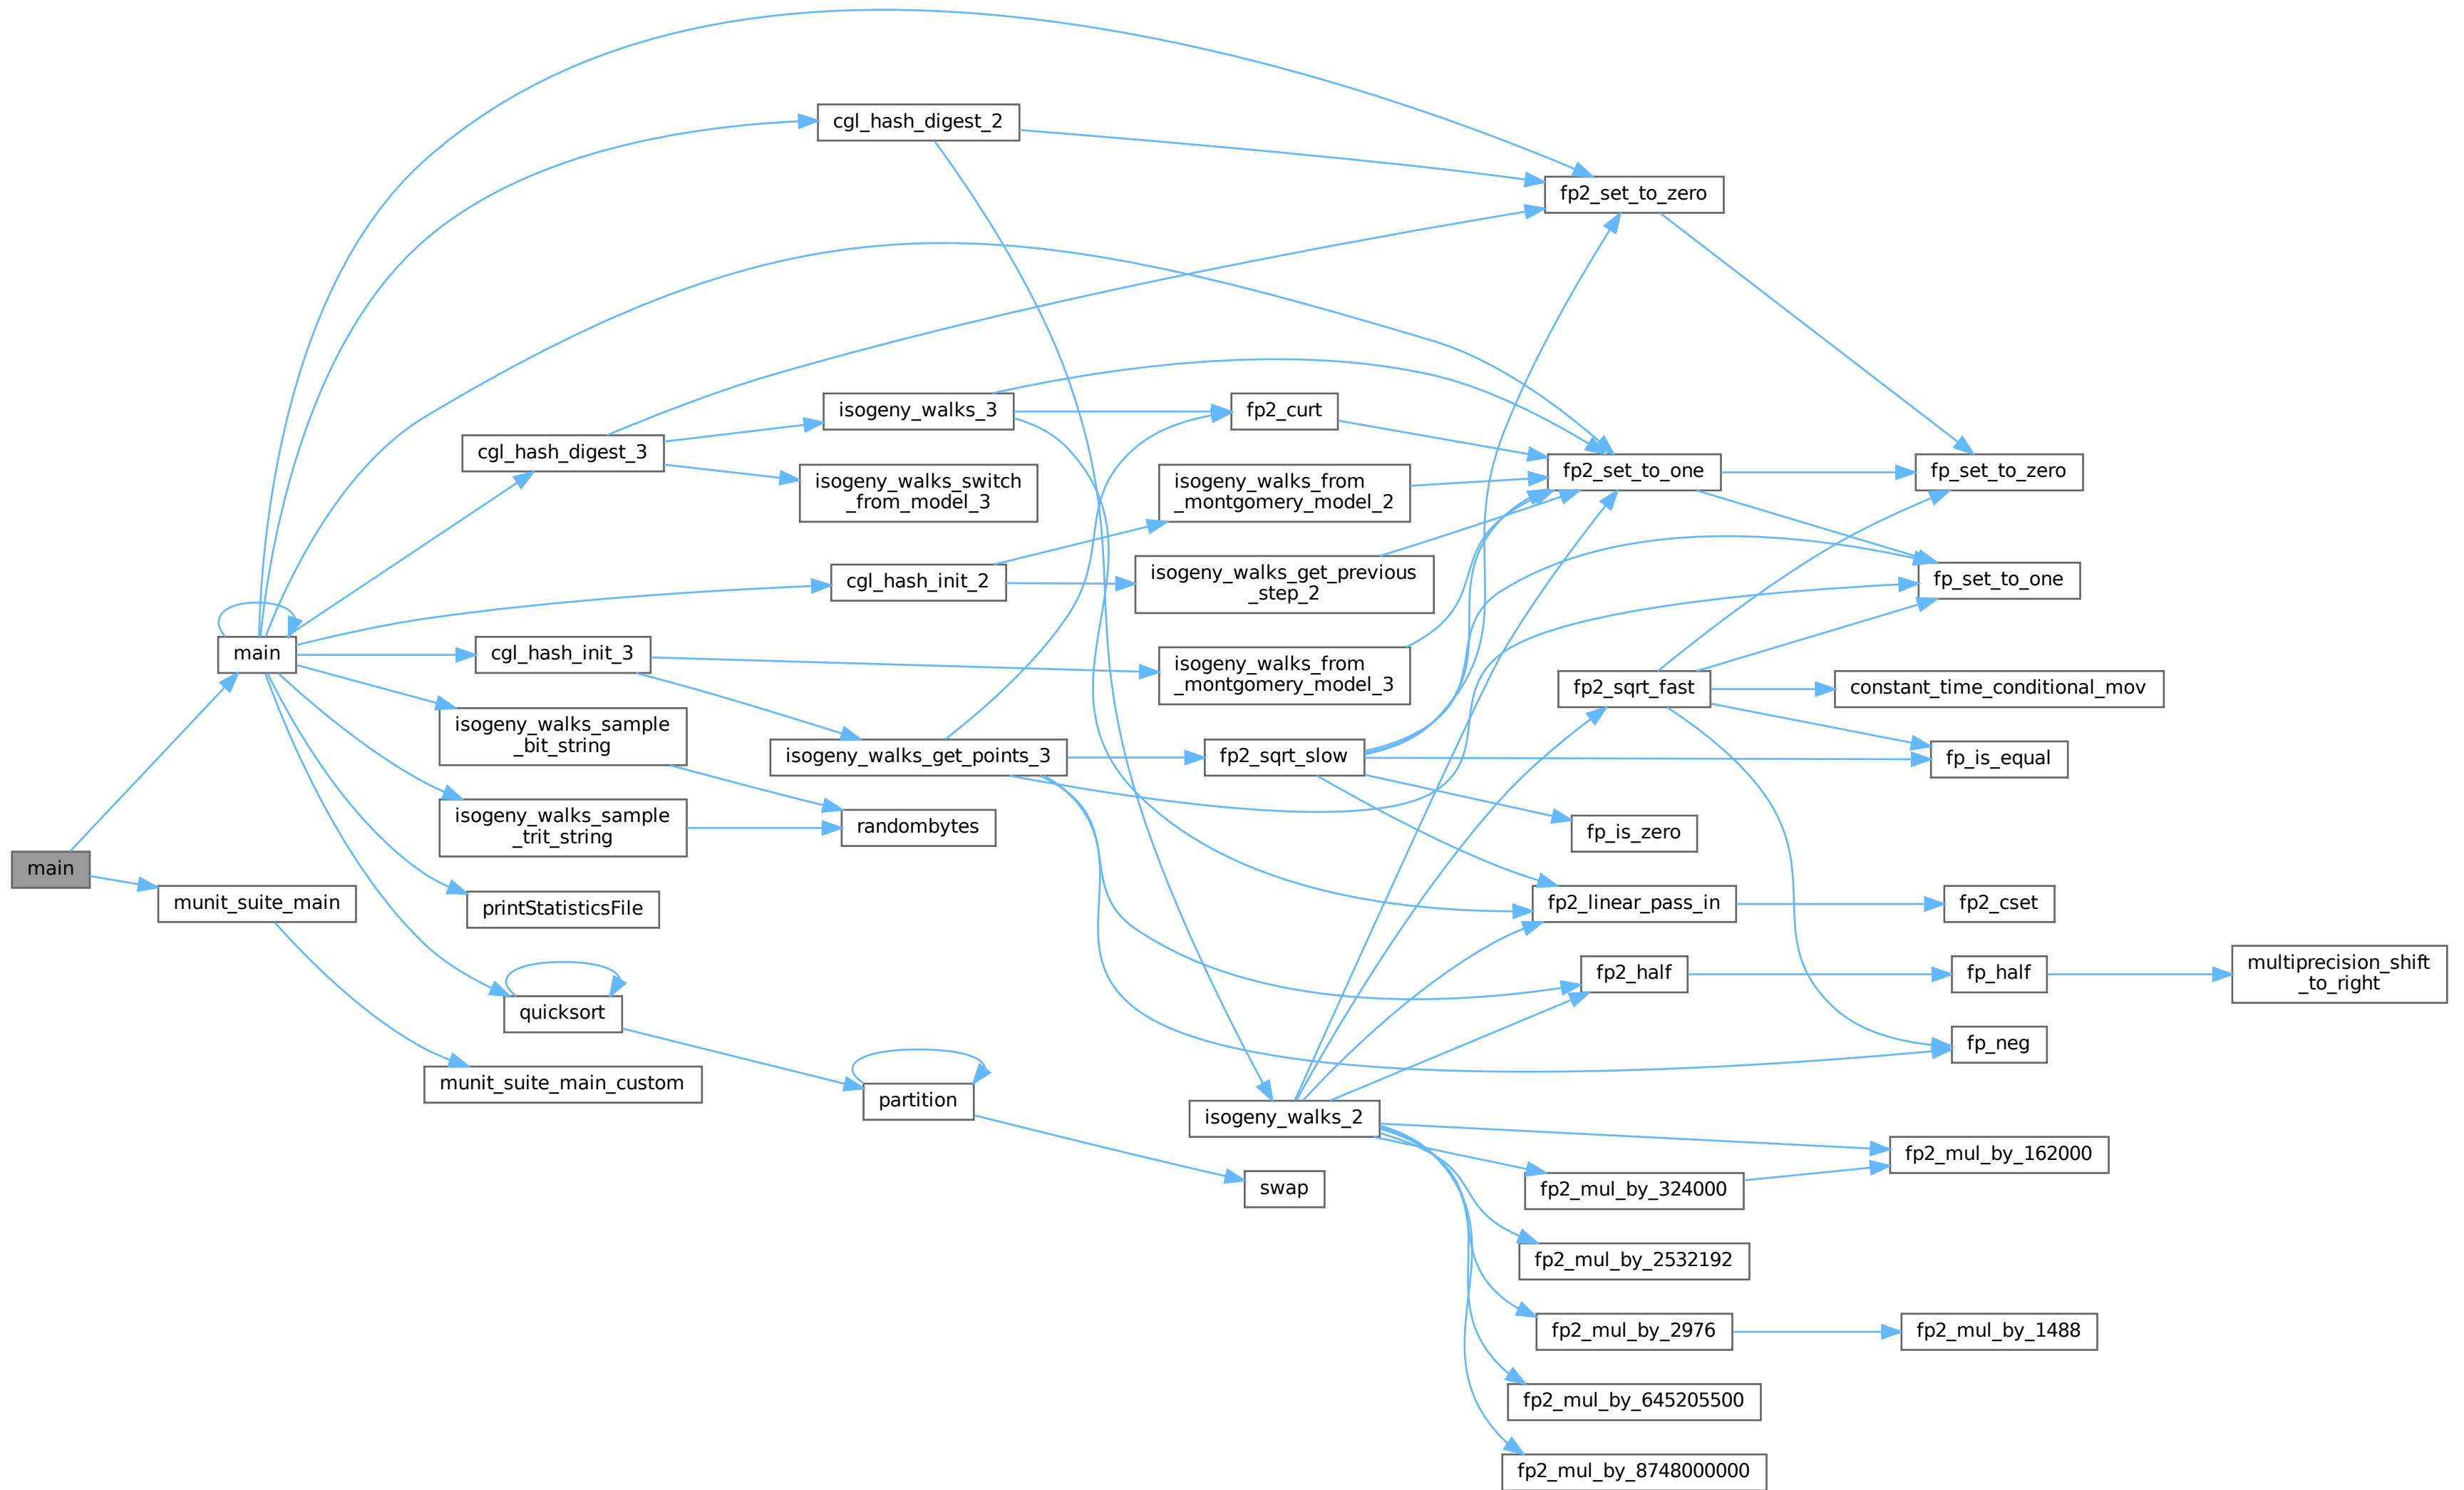 cgl_hash_digest_2
fp2_set_to_zero
isogeny_walks_3
fp2_curt
cgl_hash_digest_3
fp2_set_to_one
fp_set_to_zero
isogeny_walks_switch
_from_model_3
isogeny_walks_from
_montgomery_model_2
cgl_hash_init_2
isogeny_walks_get_previous
_step_2
fp_set_to_one
main
cgl_hash_init_3
isogeny_walks_from
_montgomery_model_3
fp2_sqrt_fast
constant_time_conditional_mov
isogeny_walks_sample
_bit_string
isogeny_walks_get_points_3
fp2_sqrt_slow
fp_is_equal
isogeny_walks_sample
_trit_string
randombytes
fp_is_zero
main
munit_suite_main
printStatisticsFile
fp2_linear_pass_in
fp2_cset
quicksort
fp2_half
fp_half
multiprecision_shift
_to_right
fp_neg
munit_suite_main_custom
partition
isogeny_walks_2
fp2_mul_by_162000
swap
fp2_mul_by_324000
fp2_mul_by_2532192
fp2_mul_by_2976
fp2_mul_by_1488
fp2_mul_by_645205500
fp2_mul_by_8748000000